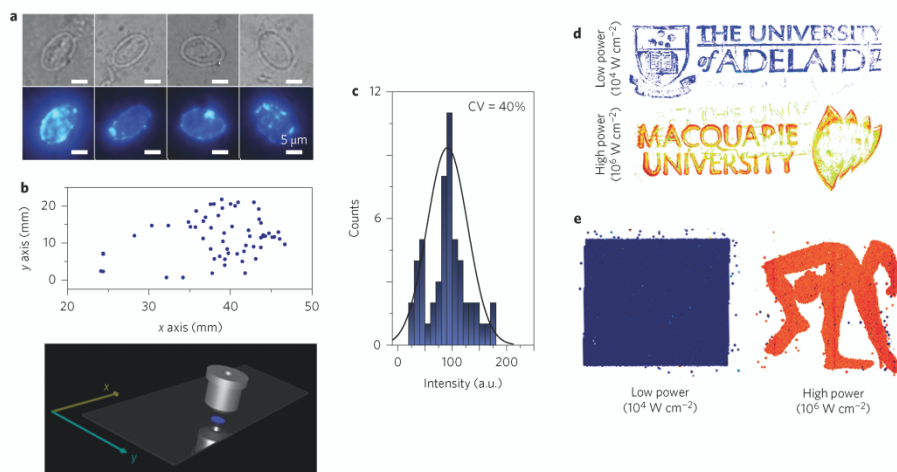 a
5 μm
b
y axis (mm)
20
10
0
20 30 40 50
x axis (mm)
x
y
c
12
CV = 40%
Counts
6
0
0 100 200
Intensity (a.u.)
d
Low power
(10⁴ W cm⁻²)
THE UNIVERSITY
of ADELAIDE
High power
(10⁶ W cm⁻²)
THE UNIV
MACQUARIE
UNIVERSITY
e
Low power
(10⁴ W cm⁻²)
High power
(10⁶ W cm⁻²)